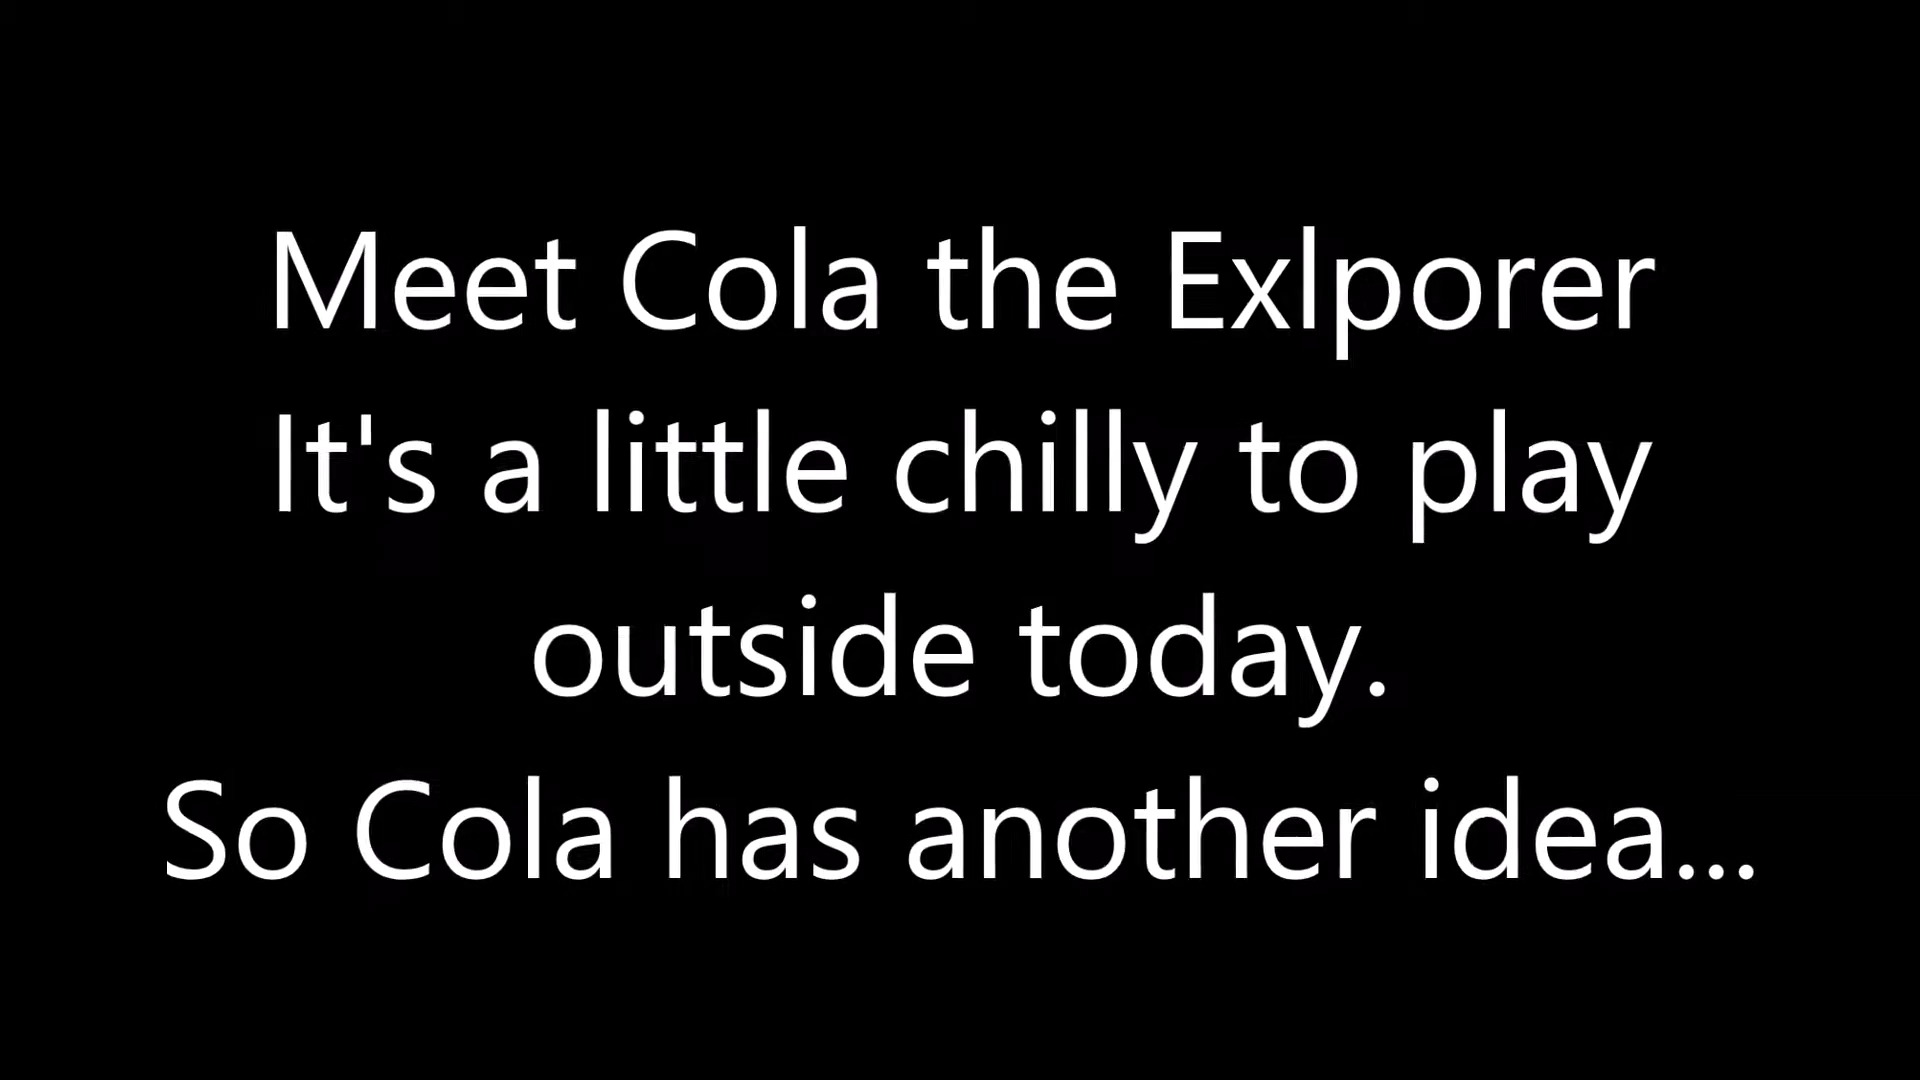 Meet Cola the Exlporer
It's a little chilly to play
outside today.
So Cola has another idea...